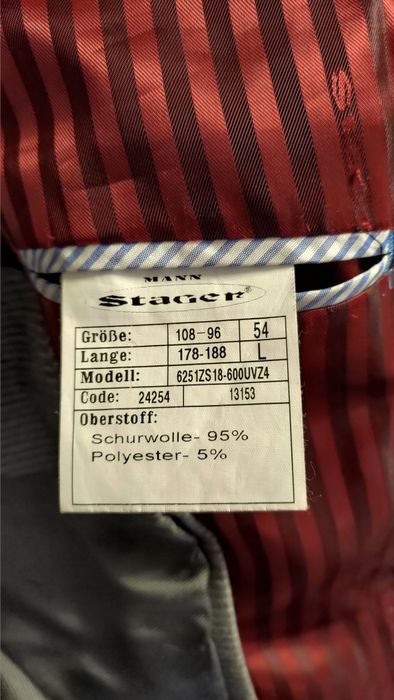 MANN
Stager
Größe: 108-96 54
Lange: 178-188 L
Modell: 6251ZS18-600UVZ4
Code: 24254 13153
Oberstoff:
Schurwolle- 95%
Polyester- 5%